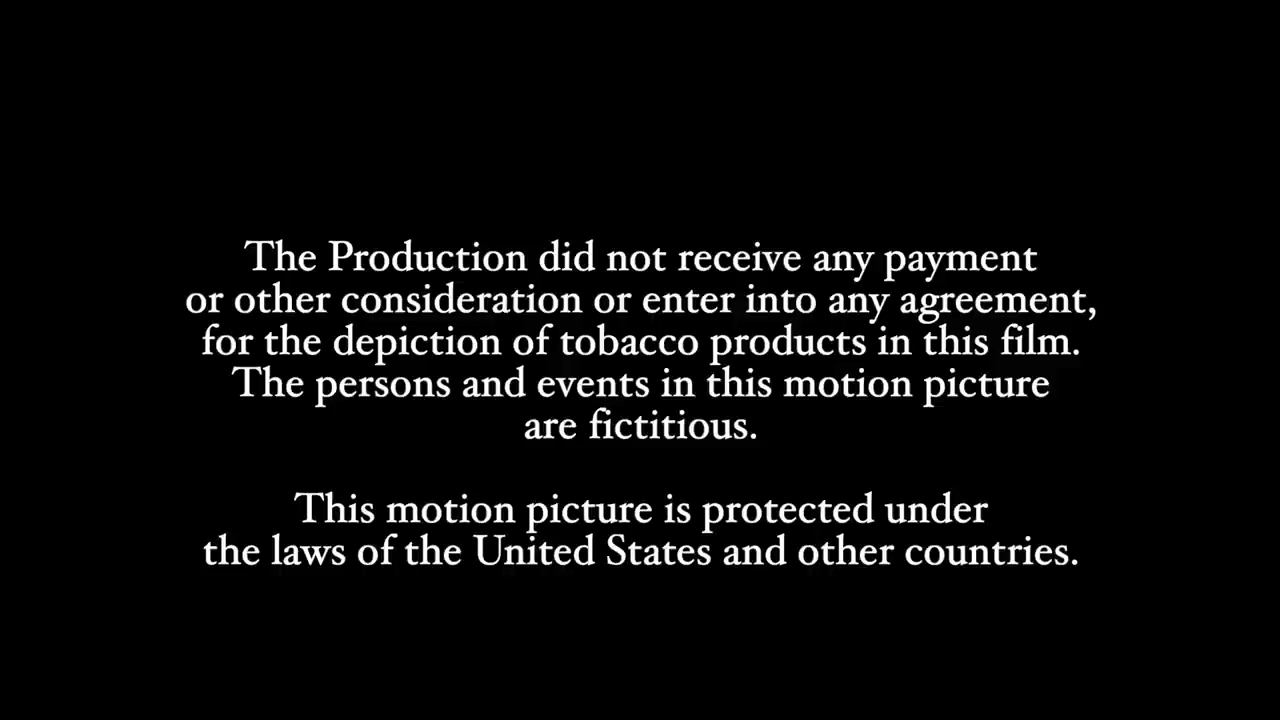 The Production did not receive any payment
or other consideration or enter into any agreement,
for the depiction of tobacco products in this film.
The persons and events in this motion picture
are fictitious.
This motion picture is protected under
the laws of the United States and other countries.